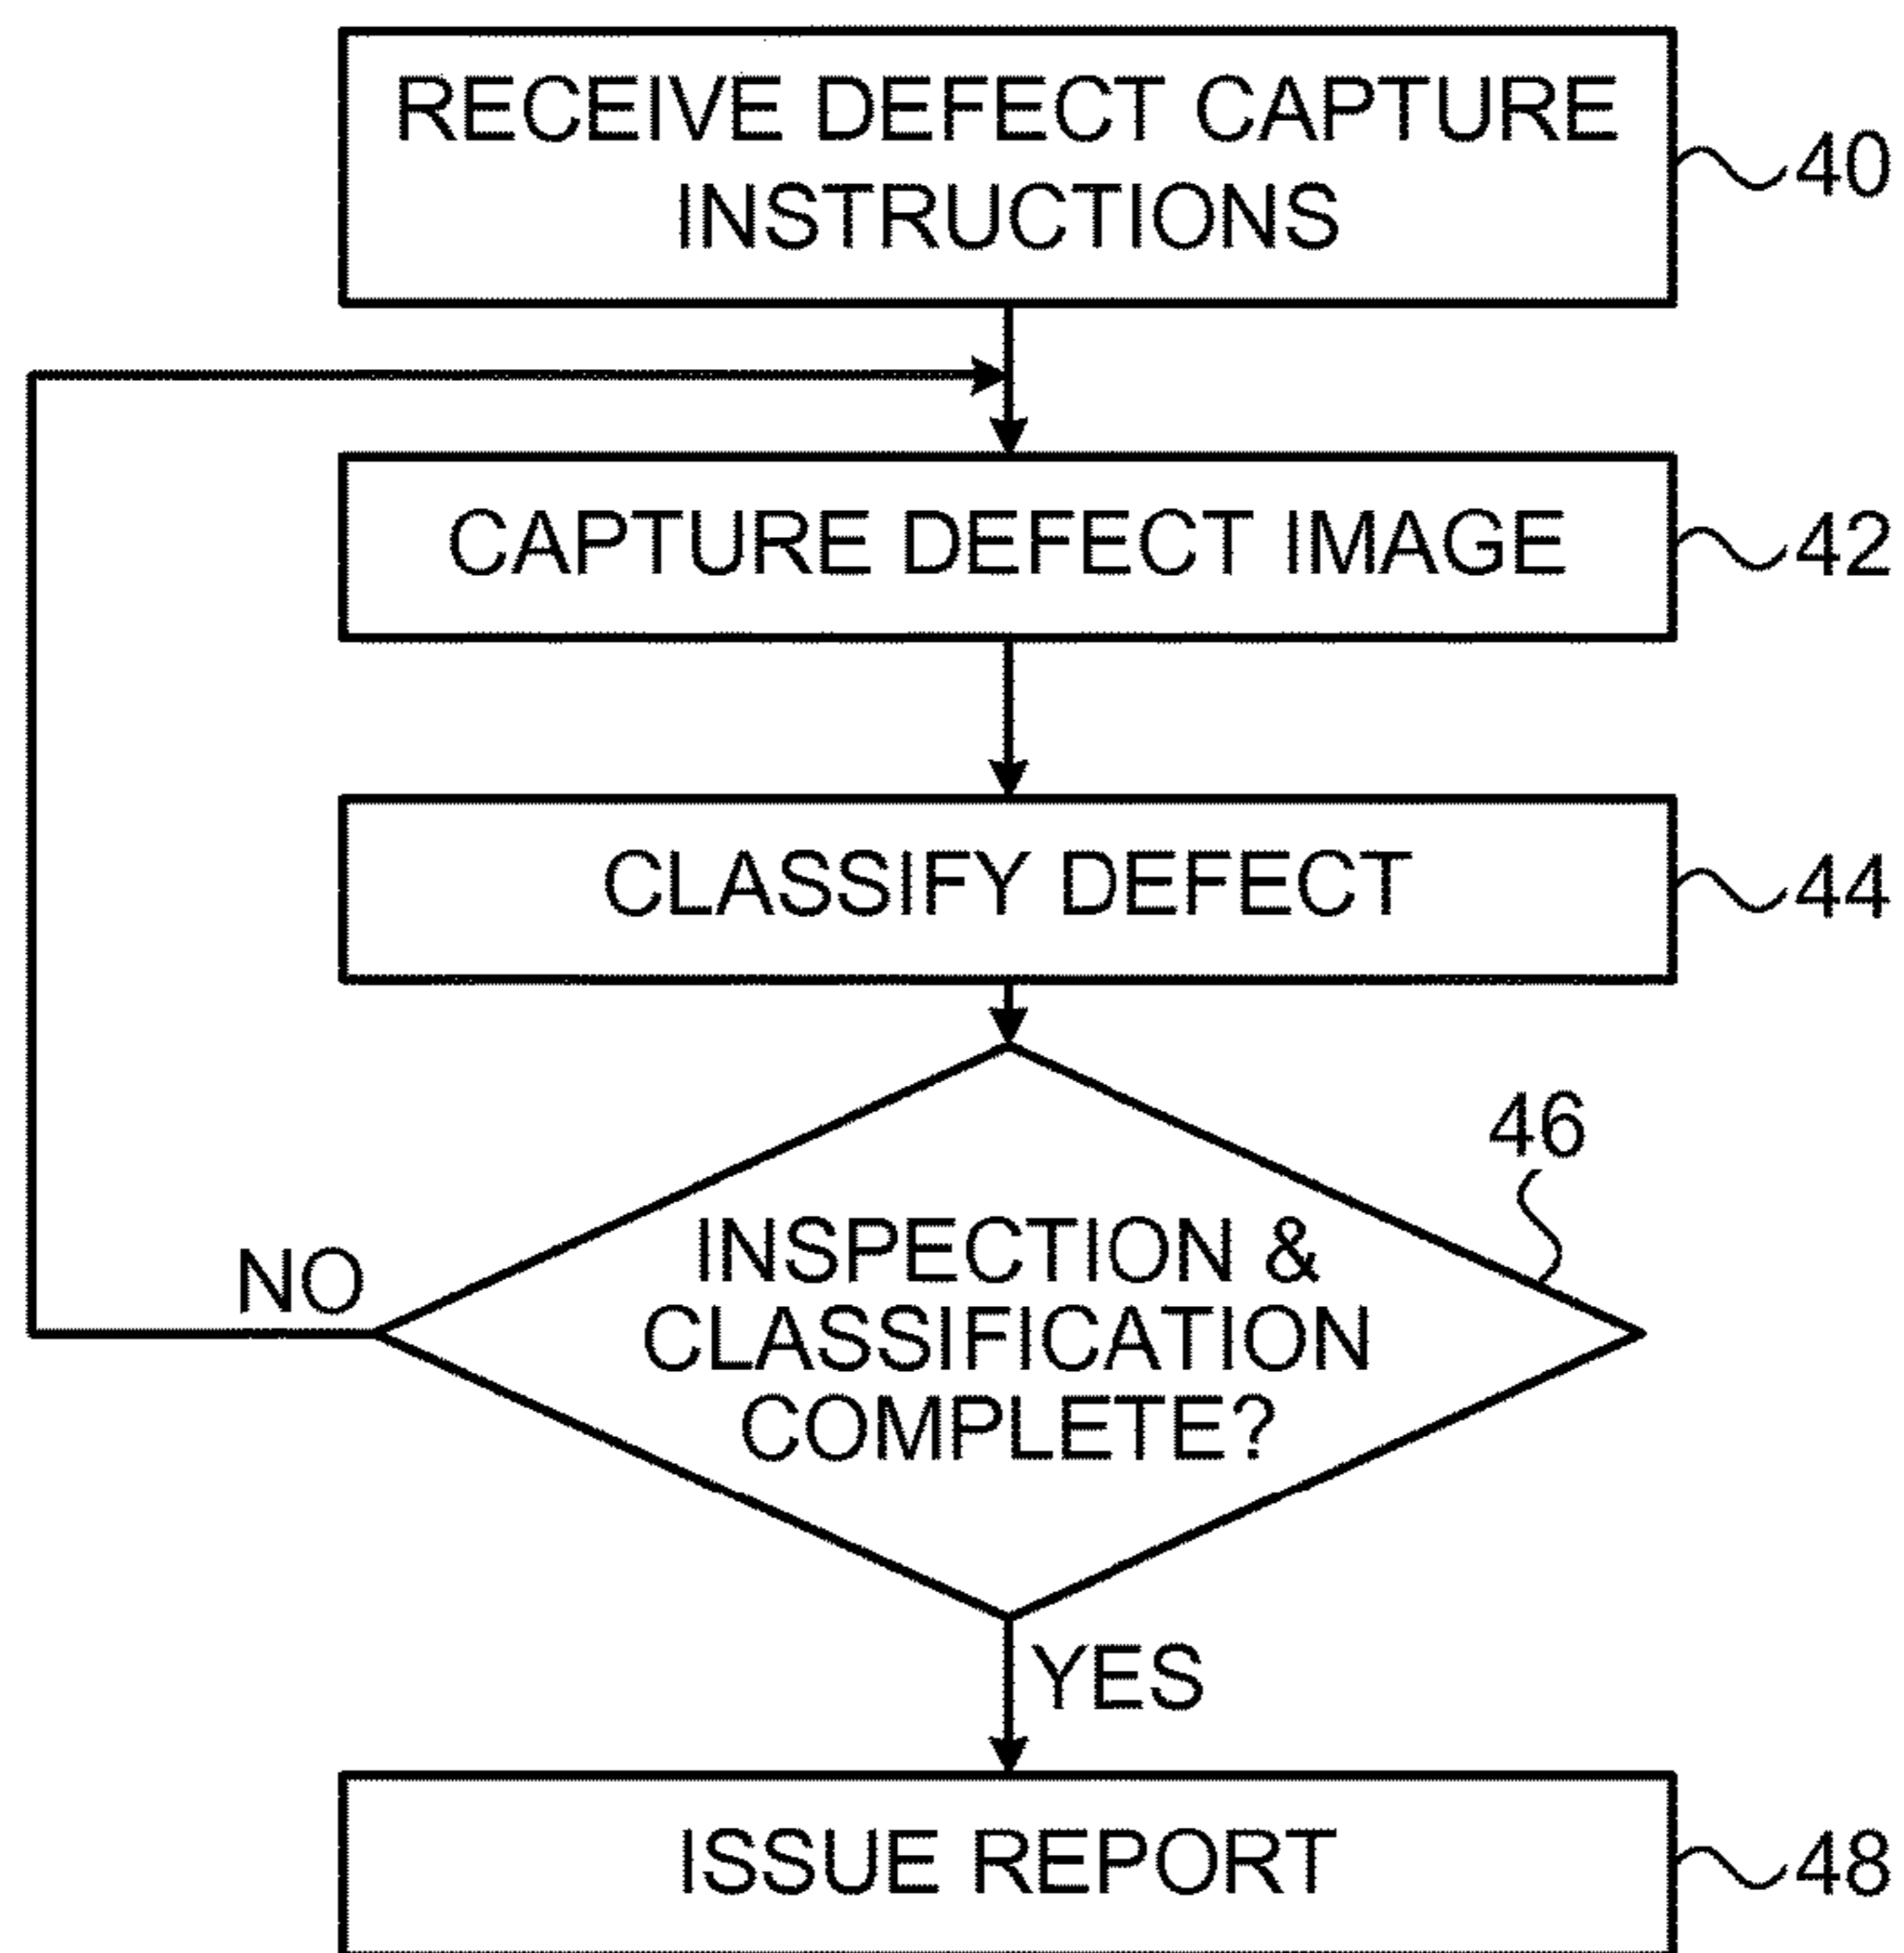 RECEIVE DEFECT CAPTURE
INSTRUCTIONS
40
CAPTURE DEFECT IMAGE
42
CLASSIFY DEFECT
44
46
INSPECTION &
CLASSIFICATION
COMPLETE?
NO
YES
ISSUE REPORT
48